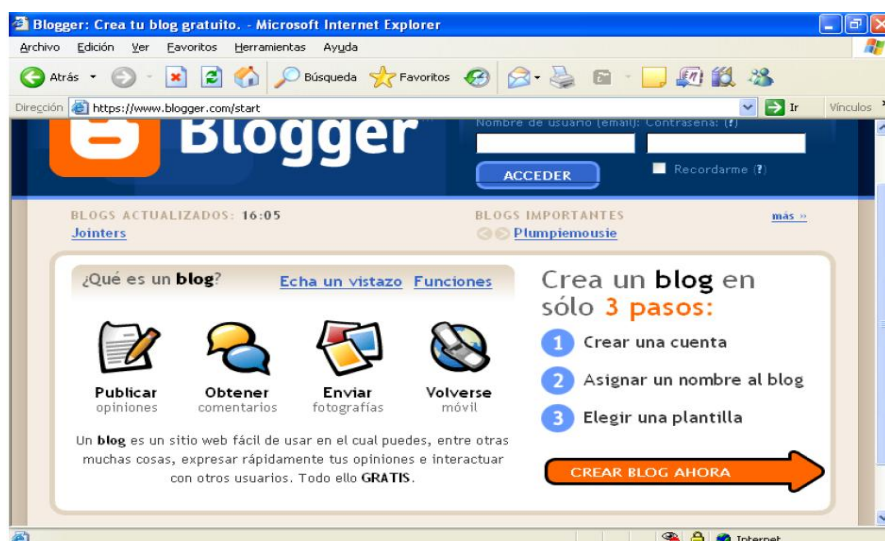 Blogger: Crea tu blog gratuito. - Microsoft Internet Explorer
Archivo Edición Ver Favoritos Herramientas Ayuda
Atrás Búsqueda Favoritos
Dirección https://www.blogger.com/start Ir Vínculos
Blogger
Nombre de usuario (email): Contraseña: (?)
ACCEDER Recordarme (?)
BLOGS ACTUALIZADOS: 16:05
Jointers
BLOGS IMPORTANTES más »
Plumpiemousie
¿Qué es un blog? Echa un vistazo Funciones
Publicar Obtener Enviar Volverse
opiniones comentarios fotografías móvil
Un blog es un sitio web fácil de usar en el cual puedes, entre otras
muchas cosas, expresar rápidamente tus opiniones e interactuar
con otros usuarios. Todo ello GRATIS.
Crea un blog en
sólo 3 pasos:
1 Crear una cuenta
2 Asignar un nombre al blog
3 Elegir una plantilla
CREAR BLOG AHORA
Internet